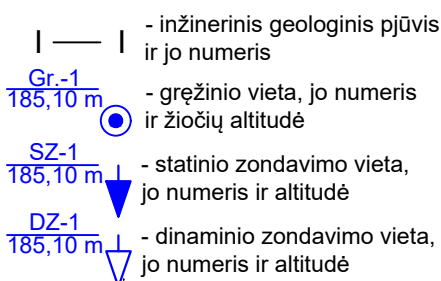 I — I - inžinerinis geologinis pjūvis
ir jo numeris
Gr.-1
185,10 m
- gręžinio vieta, jo numeris
ir žiočių altitudė
SZ-1
185,10 m
- statinio zondavimo vieta,
jo numeris ir altitudė
DZ-1
185,10 m
- dinaminio zondavimo vieta,
jo numeris ir altitudė